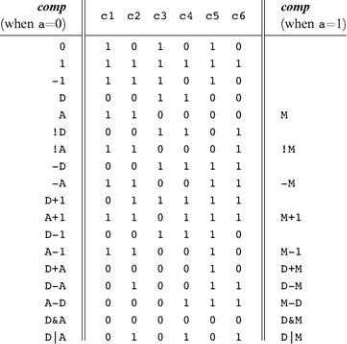 comp c1 c2 c3 c4 c5 c6 comp
(when a=0) (when a=1)
0 1 0 1 0 1 0
1 1 1 1 1 1 1
-1 1 1 1 0 1 0
D 0 0 1 1 0 0
A 1 1 0 0 0 0 M
!D 0 0 1 1 0 1
!A 1 1 0 0 0 1 !M
-D 0 0 1 1 1 1
-A 1 1 0 0 1 1 -M
D+1 0 1 1 1 1 1
A+1 1 1 0 1 1 1 M+1
D-1 0 0 1 1 1 0
A-1 1 1 0 0 1 0 M-1
D+A 0 0 0 0 1 0 D+M
D-A 0 1 0 0 1 1 D-M
A-D 0 0 0 1 1 1 M-D
D&A 0 0 0 0 0 0 D&M
D|A 0 1 0 1 0 1 D|M